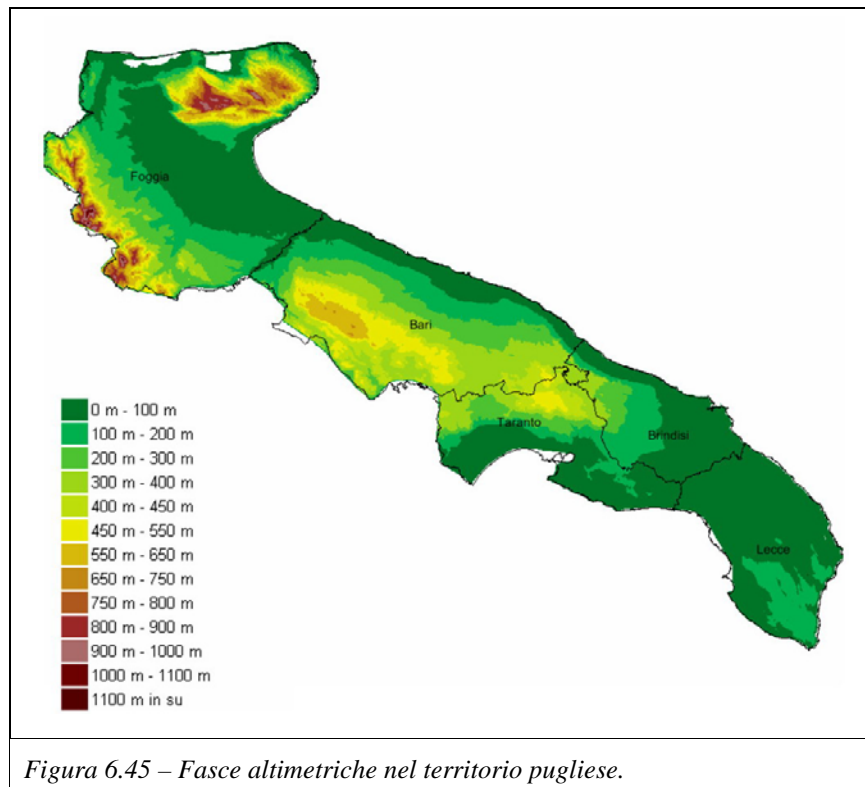 Foggia
Bari
Taranto
Brindisi
Lecce
0 m - 100 m
100 m - 200 m
200 m - 300 m
300 m - 400 m
400 m - 450 m
450 m - 550 m
550 m - 650 m
650 m - 750 m
750 m - 800 m
800 m - 900 m
900 m - 1000 m
1000 m - 1100 m
1100 m in su
Figura 6.45 – Fasce altimetriche nel territorio pugliese.